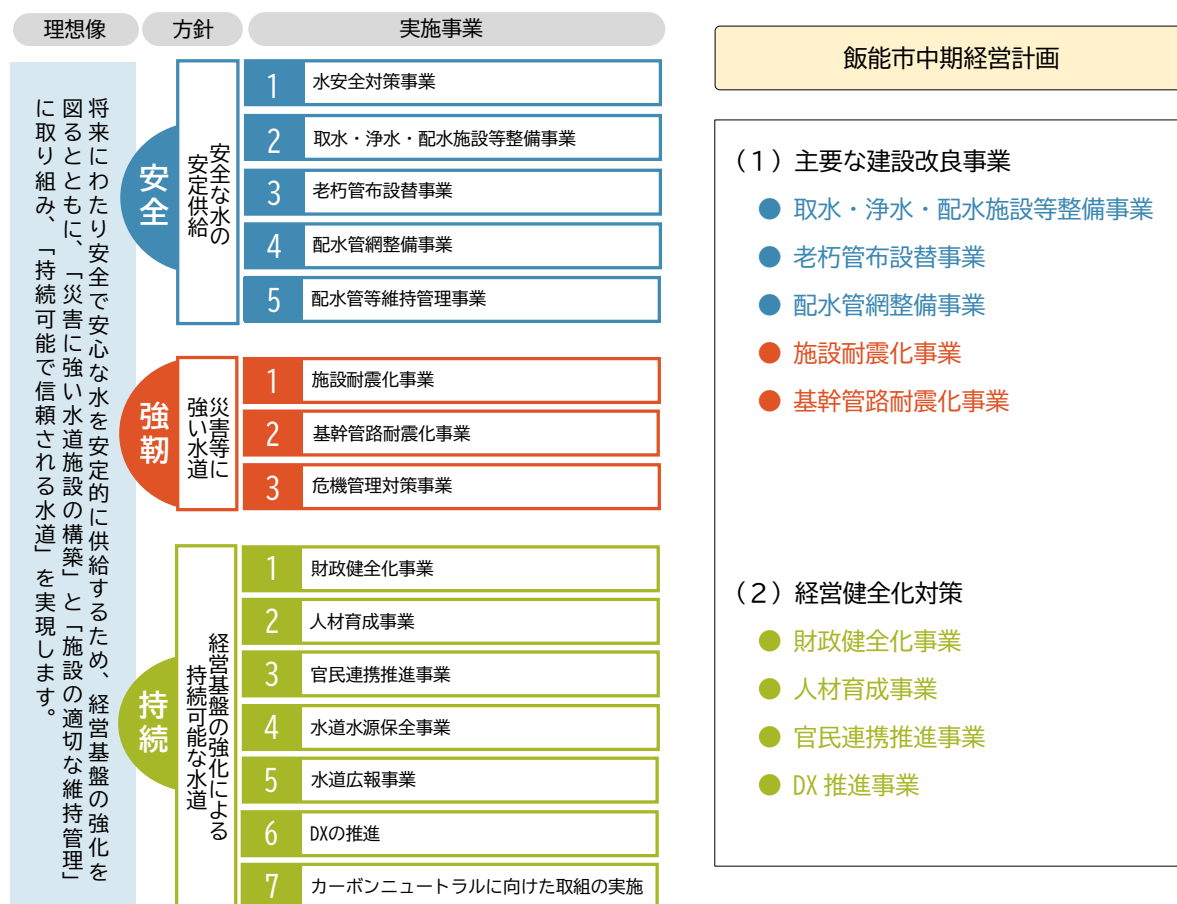 理想像
方針
実施事業
将来にわたり安全で安心な水を安定的に供給するため、経営基盤の強化を
図るとともに、「災害に強い水道施設の構築」と「施設の適切な維持管理」
に取り組み、「持続可能で信頼される水道」を実現します。
安全
安全な水の
安定供給
1 水安全対策事業
2 取水・浄水・配水施設等整備事業
3 老朽管布設替事業
4 配水管網整備事業
5 配水管等維持管理事業
強靭
災害等に
強い水道
1 施設耐震化事業
2 基幹管路耐震化事業
3 危機管理対策事業
持続
経営基盤の強化による
持続可能な水道
1 財政健全化事業
2 人材育成事業
3 官民連携推進事業
4 水道水源保全事業
5 水道広報事業
6 DXの推進
7 カーボンニュートラルに向けた取組の実施
飯能市中期経営計画
（1）主要な建設改良事業
● 取水・浄水・配水施設等整備事業
● 老朽管布設替事業
● 配水管網整備事業
● 施設耐震化事業
● 基幹管路耐震化事業
（2）経営健全化対策
● 財政健全化事業
● 人材育成事業
● 官民連携推進事業
● DX推進事業